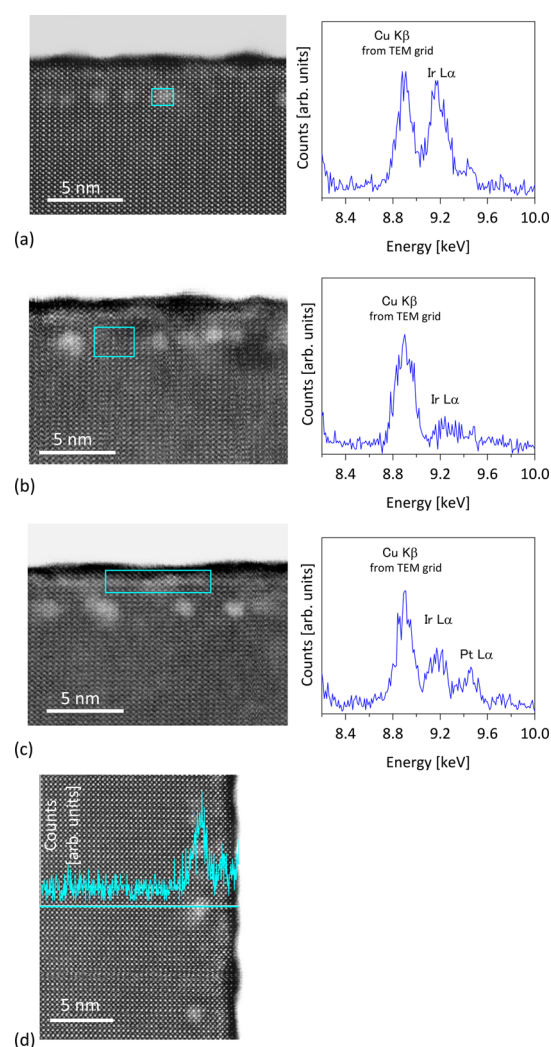 5 nm
(a)
Counts [arb. units]
Cu Kβ
from TEM grid
Ir Lα
8.4 8.8 9.2 9.6 10.0
Energy [keV]
5 nm
(b)
Counts [arb. units]
Cu Kβ
from TEM grid
Ir Lα
8.4 8.8 9.2 9.6 10.0
Energy [keV]
5 nm
(c)
Counts [arb. units]
Cu Kβ
from TEM grid
Ir Lα
Pt Lα
8.4 8.8 9.2 9.6 10.0
Energy [keV]
Counts
[arb. units]
5 nm
(d)